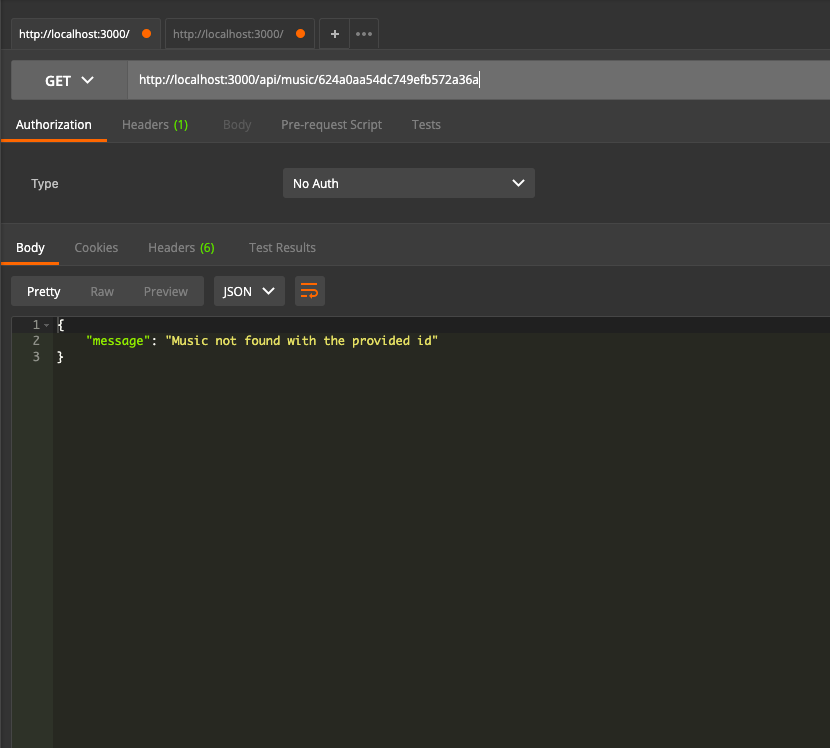 http://localhost:3000/ http://localhost:3000/ + •••
GET http://localhost:3000/api/music/624a0aa54dc749efb572a36a
Authorization Headers (1) Body Pre-request Script Tests
Type No Auth
Body Cookies Headers (6) Test Results
Pretty Raw Preview JSON
1 {
2 "message": "Music not found with the provided id"
3 }